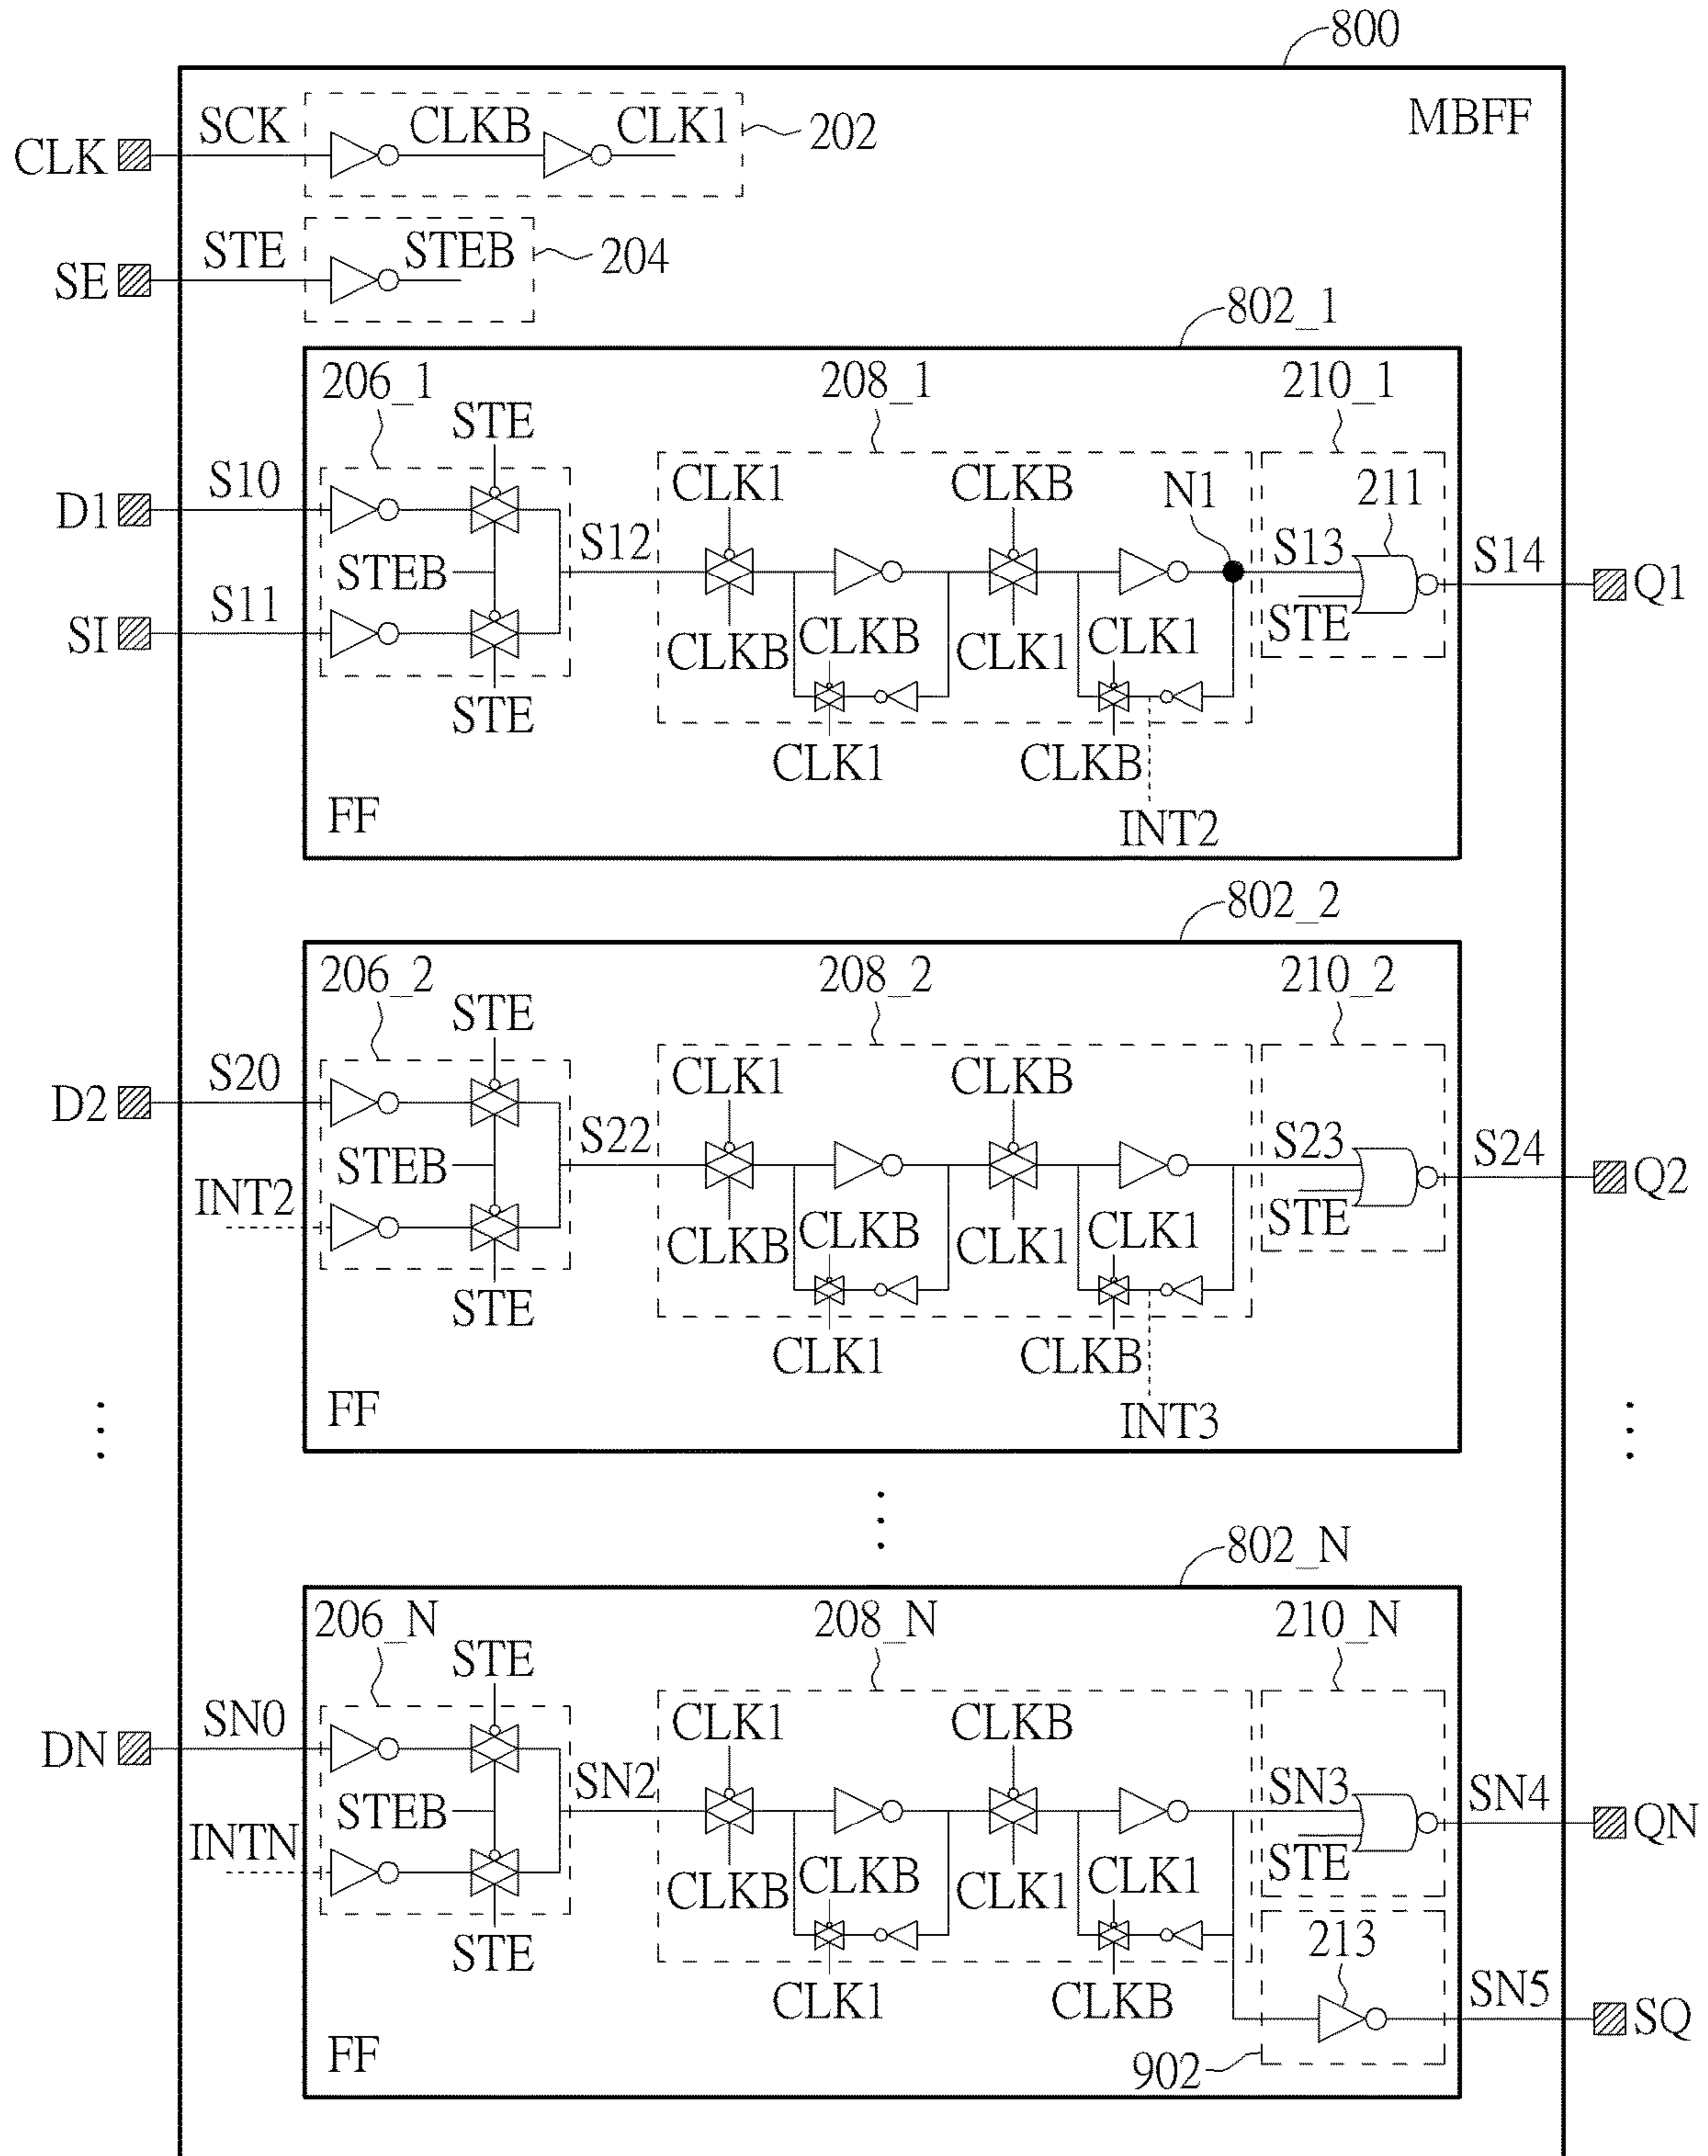 800
MBFF
CLK
SCK
CLKB
CLK1
202
SE
STE
STEB
204
802_1
206_1
208_1
210_1
STE
D1
S10
CLK1
CLKB
N1
211
STEB
S12
S13
S14
Q1
SI
S11
STE
CLKB
CLKB
CLK1
CLK1
STE
CLK1
CLKB
INT2
FF
802_2
206_2
208_2
210_2
STE
D2
S20
CLK1
CLKB
STEB
S22
S23
S24
Q2
INT2
STE
CLKB
CLKB
CLK1
CLK1
STE
CLK1
CLKB
INT3
FF
802_N
206_N
208_N
210_N
STE
DN
SN0
CLK1
CLKB
STEB
SN2
SN3
SN4
QN
INTN
STE
CLKB
CLKB
CLK1
CLK1
STE
213
CLK1
CLKB
SN5
SQ
FF
902